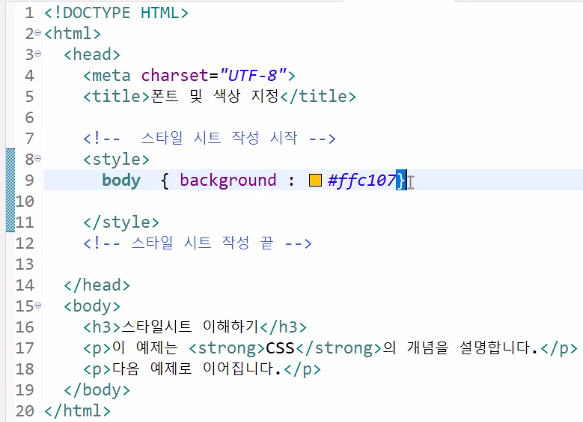 1 <!DOCTYPE HTML>
2 <html>
3 <head>
4 <meta charset="UTF-8">
5 <title>폰트 및 색상 지정</title>
6
7 <!-- 스타일 시트 작성 시작 -->
8 <style>
9 body { background : #ffc107}
10
11 </style>
12 <!-- 스타일 시트 작성 끝 -->
13
14 </head>
15 <body>
16 <h3>스타일시트 이해하기</h3>
17 <p>이 예제는 <strong>CSS</strong>의 개념을 설명합니다.</p>
18 <p>다음 예제로 이어집니다.</p>
19 </body>
20 </html>